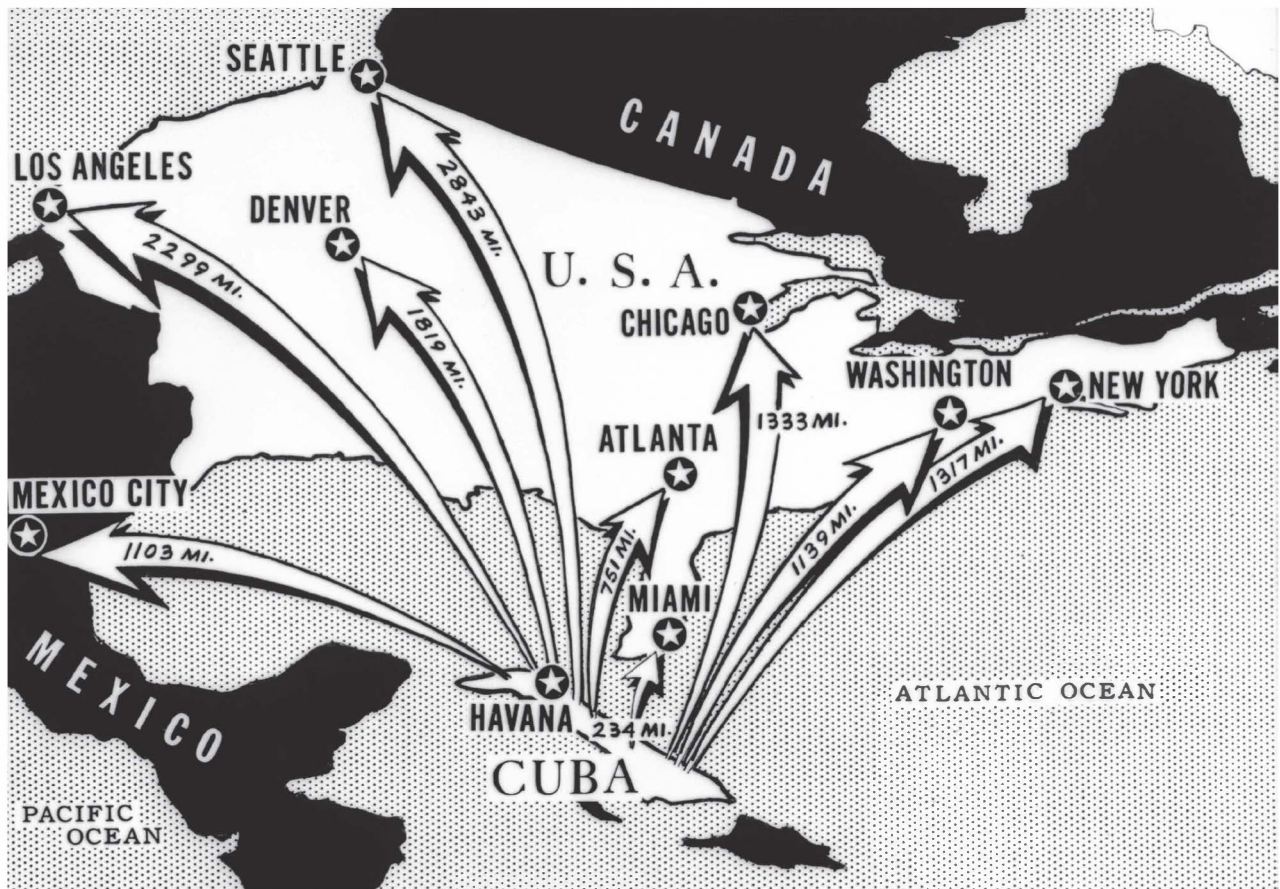 SEATTLE
CANADA
LOS ANGELES
2843 MI.
DENVER
2299 MI.
U. S. A.
CHICAGO
1819 MI.
WASHINGTON
NEW YORK
1333 MI.
ATLANTA
1317 MI.
MEXICO CITY
1103 MI.
751 MI.
1139 MI.
MIAMI
MEXICO
HAVANA
234 MI.
ATLANTIC OCEAN
CUBA
PACIFIC
OCEAN